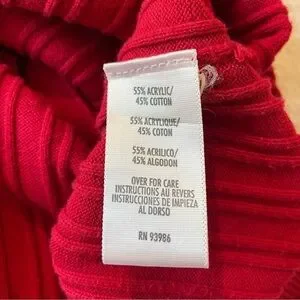 55% ACRYLIC/
45% COTTON
55% ACRYLIQUE/
45% COTON
55% ACRILICO/
45% ALGODON
OVER FOR CARE
INSTRUCTIONS AU REVERS
INSTRUCCIONES DE LIMPIEZA
AL DORSO
RN 93986